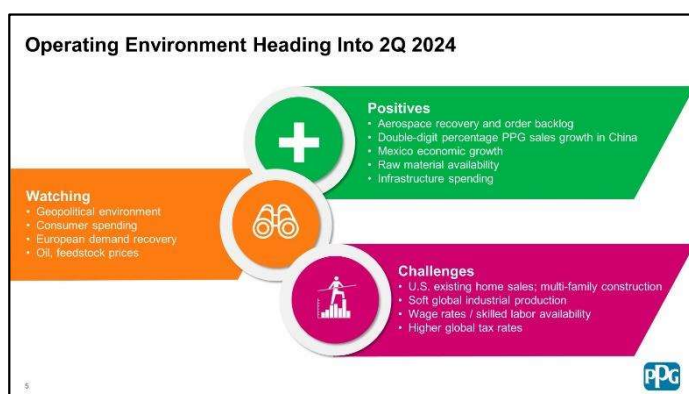 Operating Environment Heading Into 2Q 2024
Positives
• Aerospace recovery and order backlog
• Double-digit percentage PPG sales growth in China
• Mexico economic growth
• Raw material availability
• Infrastructure spending
Watching
• Geopolitical environment
• Consumer spending
• European demand recovery
• Oil, feedstock prices
Challenges
• U.S. existing home sales; multi-family construction
• Soft global industrial production
• Wage rates / skilled labor availability
• Higher global tax rates
5
PPG